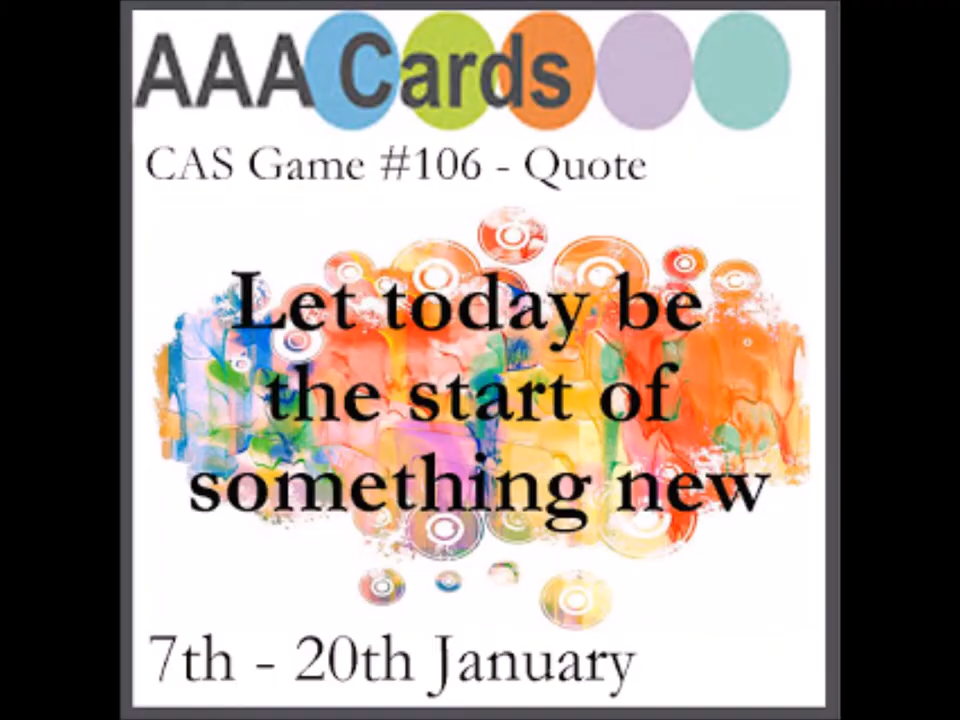 AAA Cards
CAS Game #106 - Quote
Let today be
the start of
something new
7th - 20th January